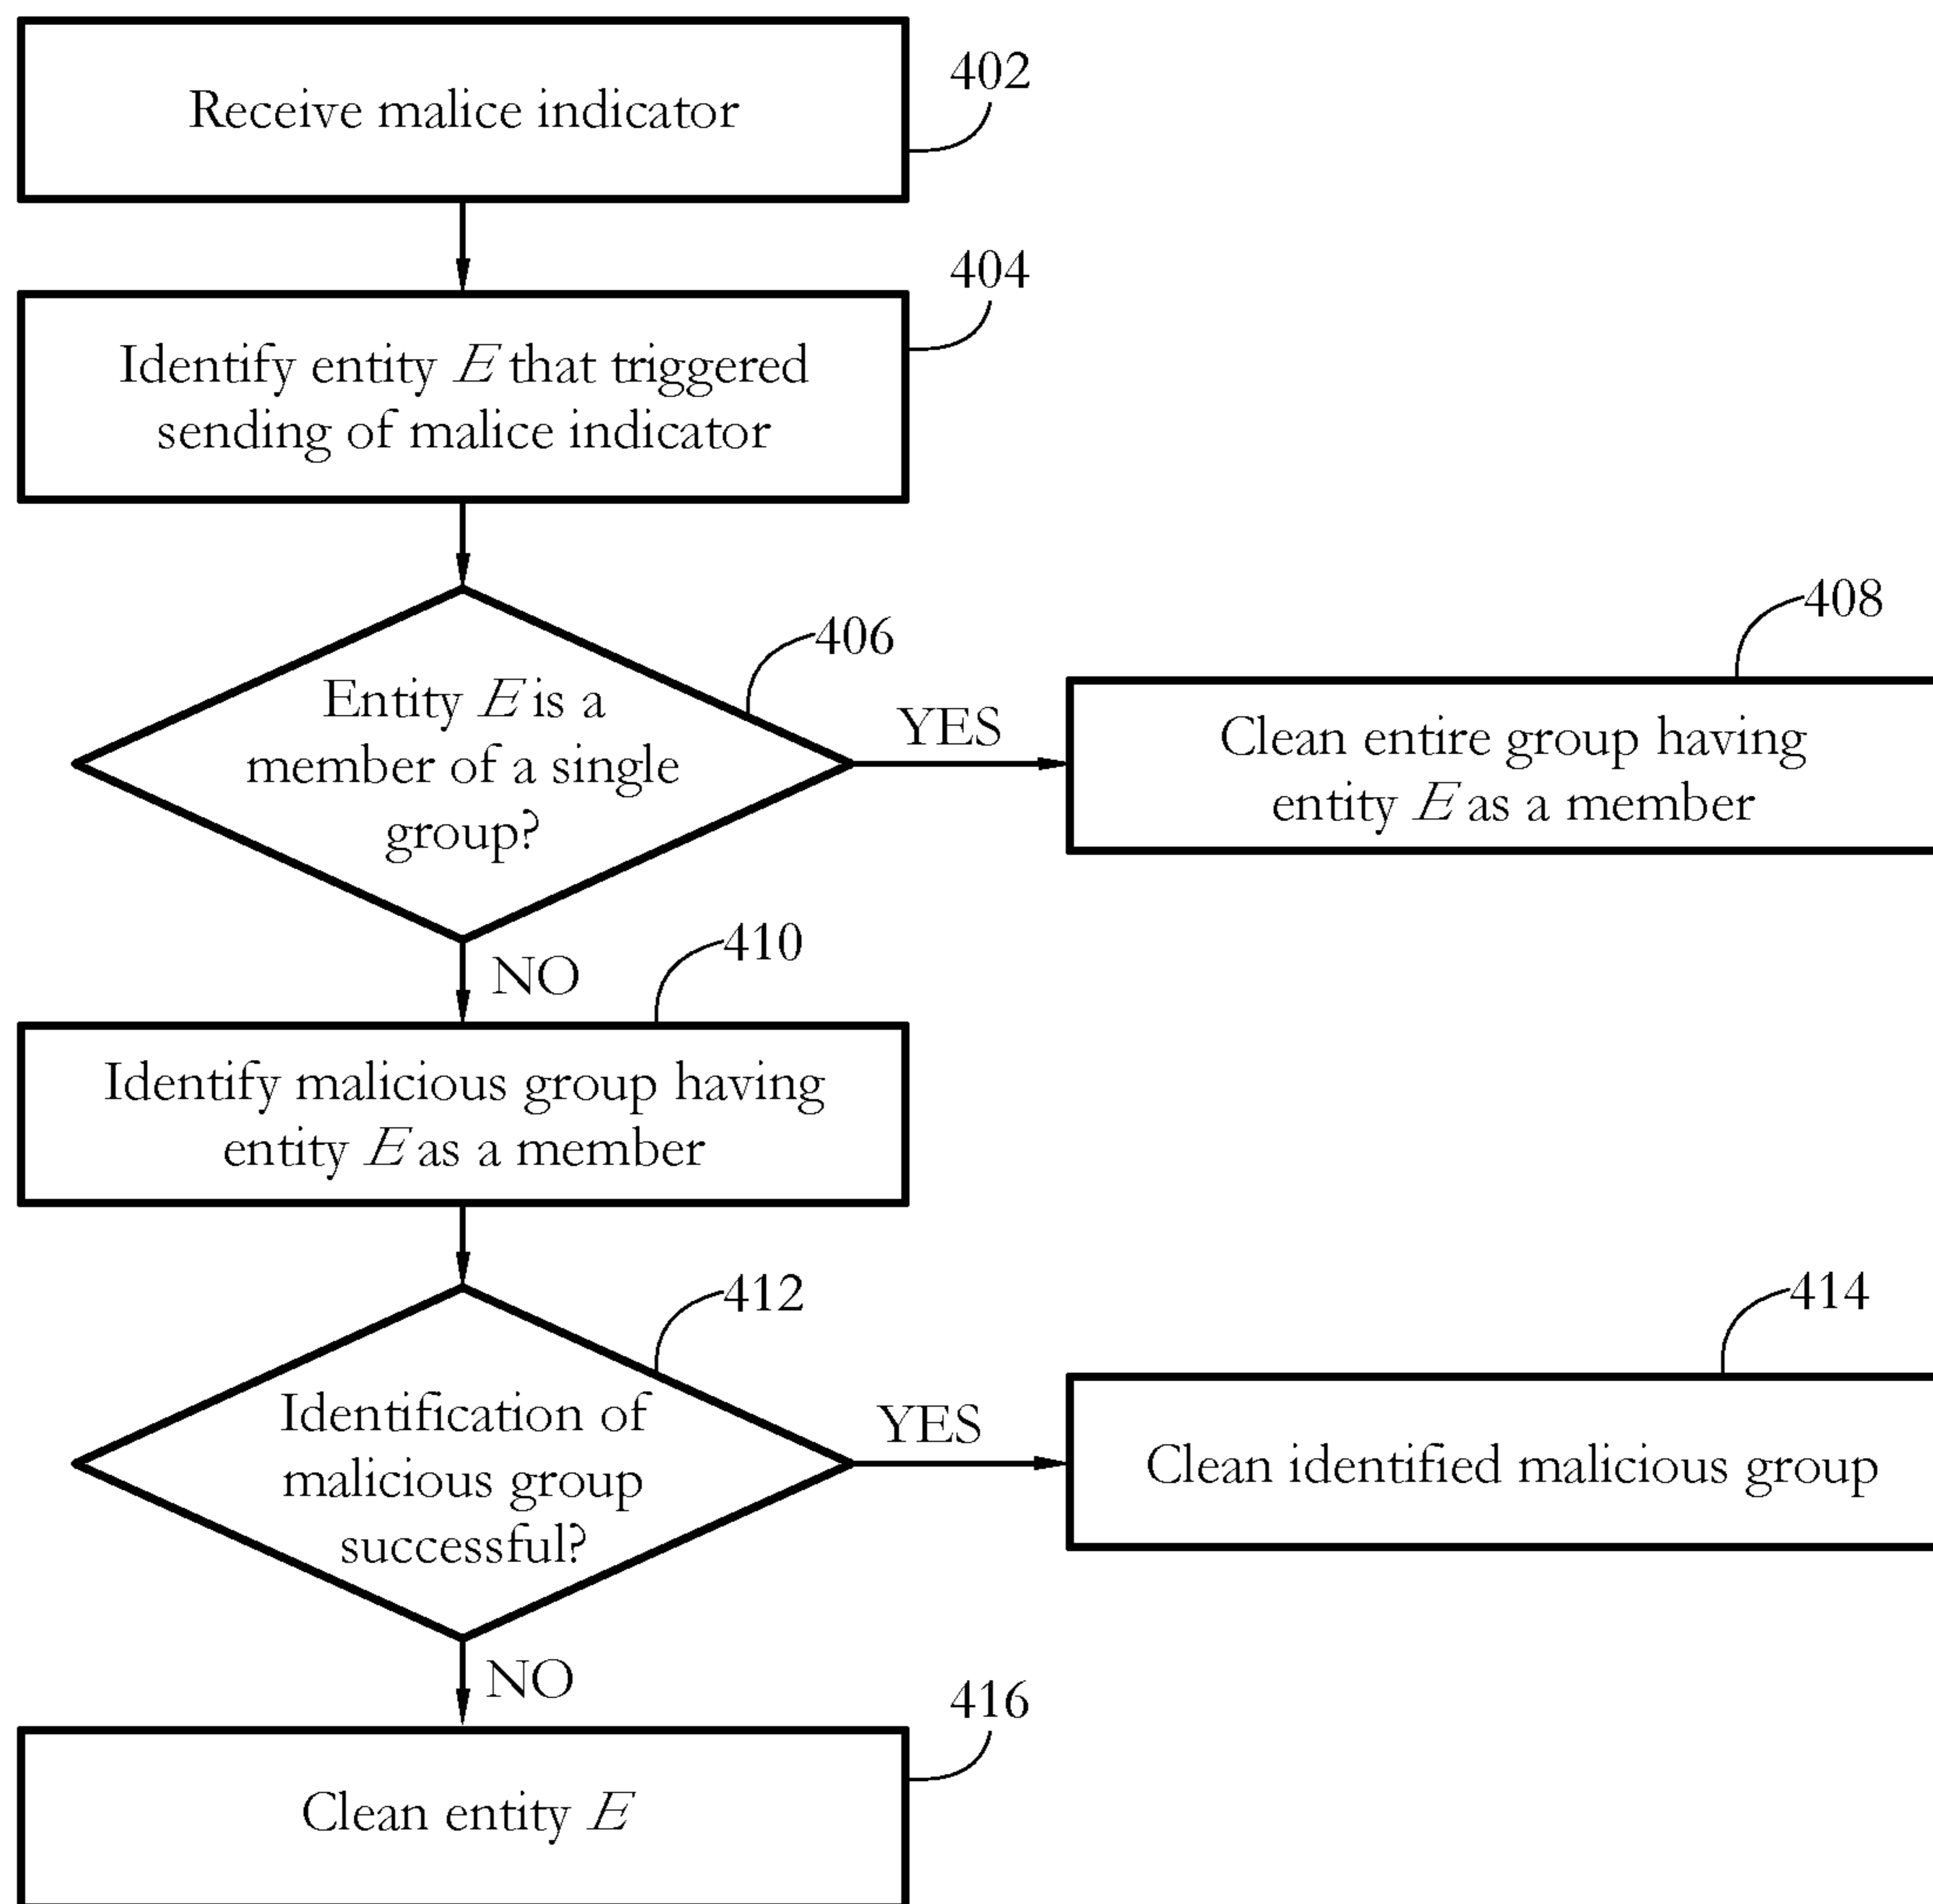 402
Receive malice indicator
404
Identify entity E that triggered
sending of malice indicator
406
408
Entity E is a
member of a single
group?
YES
Clean entire group having
entity E as a member
NO
410
Identify malicious group having
entity E as a member
412
414
Identification of
malicious group
successful?
YES
Clean identified malicious group
NO
416
Clean entity E